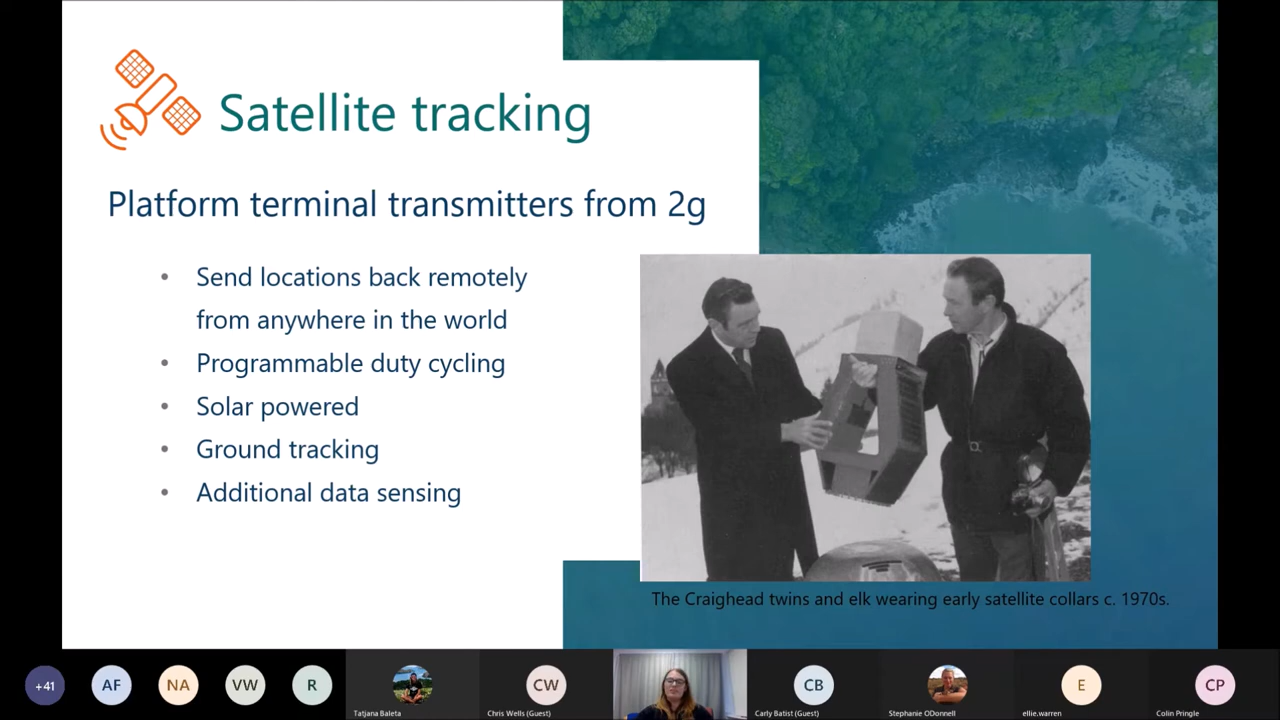 Satellite tracking
Platform terminal transmitters from 2g
• Send locations back remotely
from anywhere in the world
• Programmable duty cycling
• Solar powered
• Ground tracking
• Additional data sensing
The Craighead twins and elk wearing early satellite collars c. 1970s.
+41
AF
NA
VW
R
Tatjana Baleta
CW
Chris Wells (Guest)
CB
Carly Batist (Guest)
Stephanie ODonnell
E
ellie.warren
CP
Colin Pringle